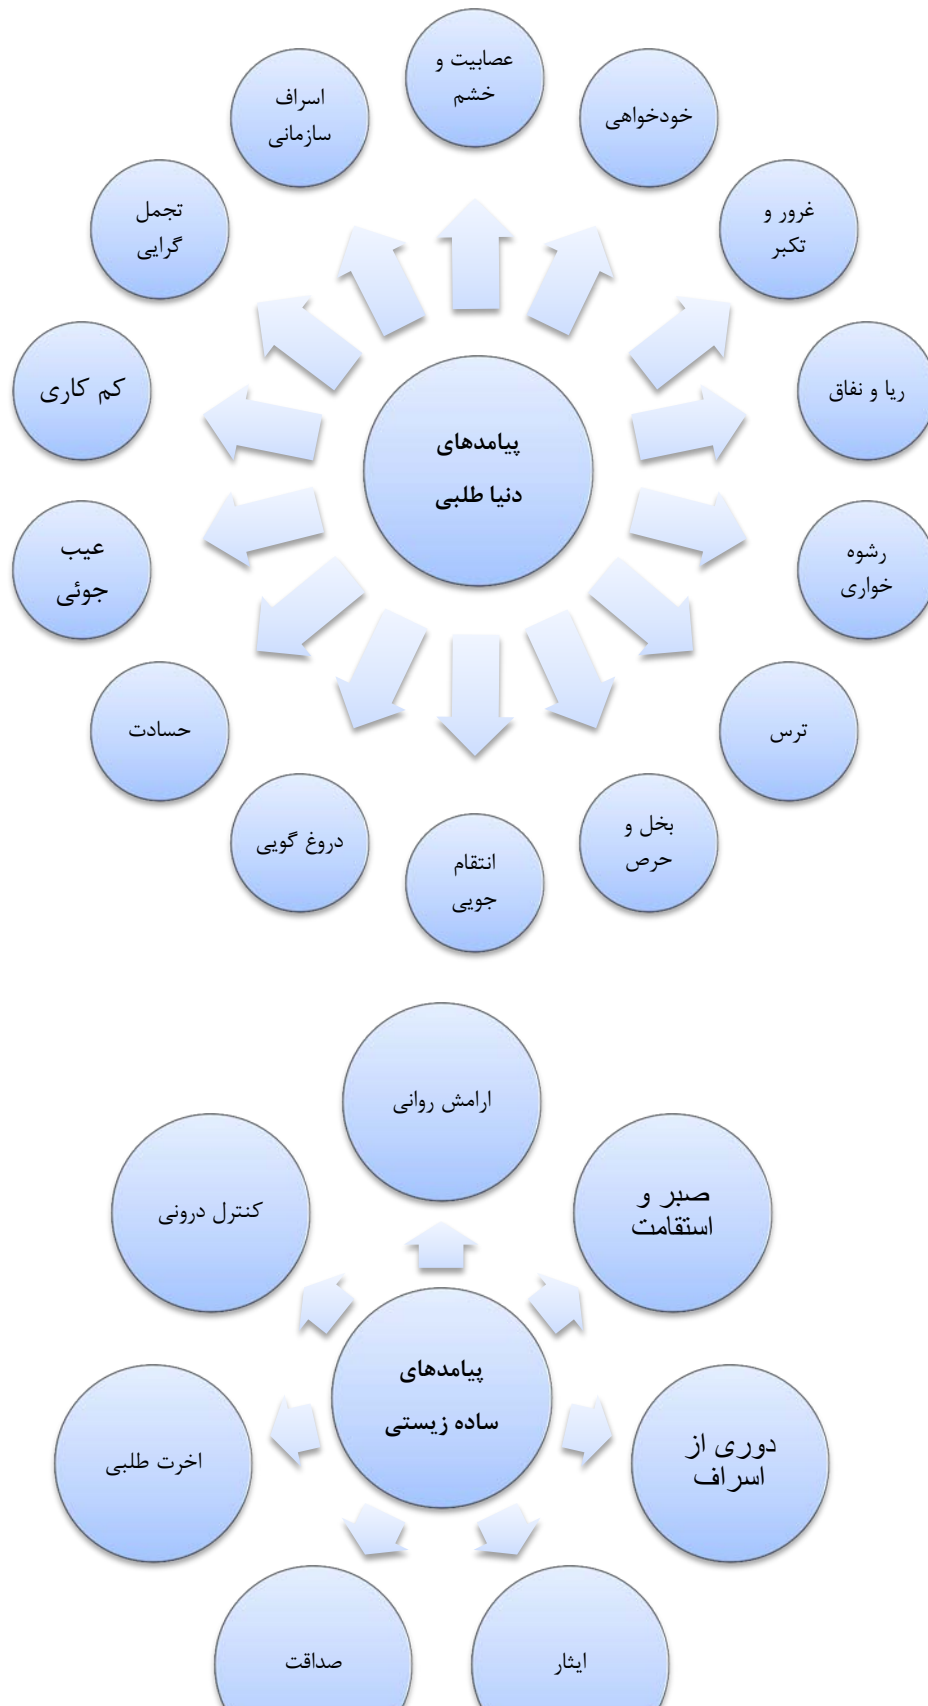 عصابیت و
خشم
خودخواهی
غرور و
تکبر
ریا و نفاق
رشوه
خواری
ترس
بخل و
حرص
انتقام
جویی
دروغ گویی
حسادت
عیب
جوئی
کم کاری
تجمل
گرایی
اسراف
سازمانی
پیامدهای
دنیا طلبی
ارامش روانی
صبر و
استقامت
دوری از
اسراف
ایثار
صداقت
اخرت طلبی
کنترل درونی
پیامدهای
ساده زیستی